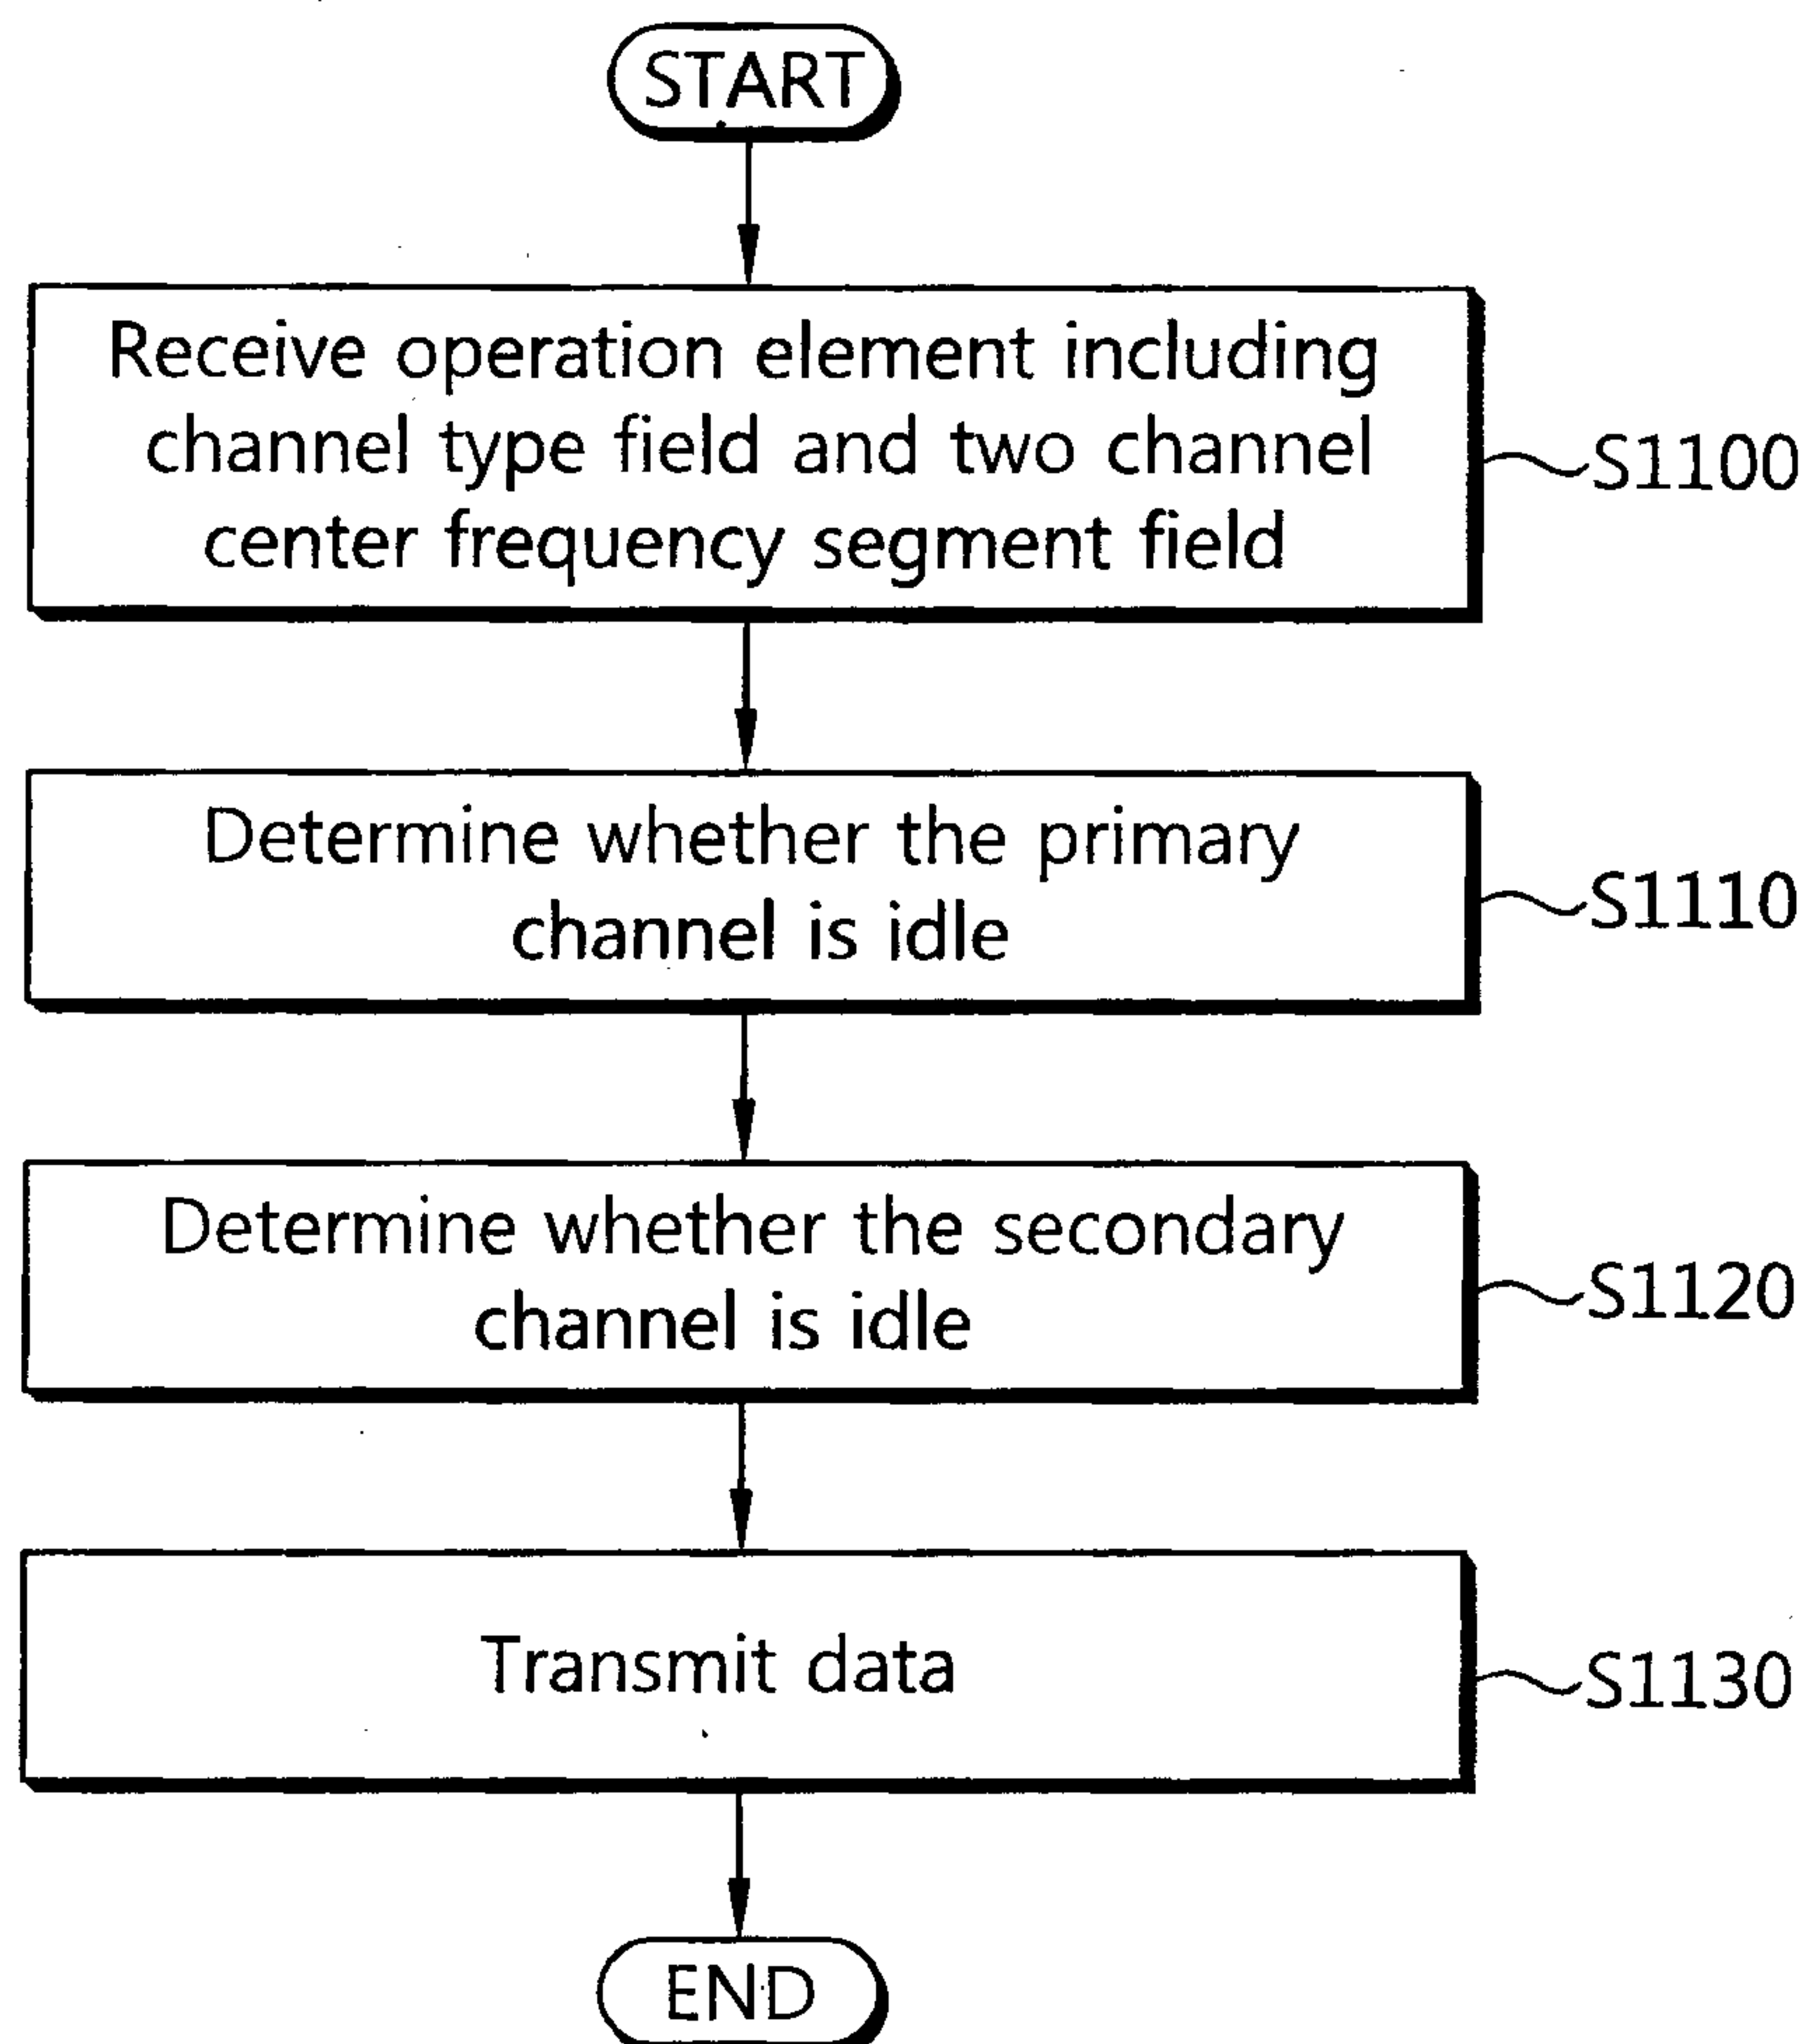 START
Receive operation element including
channel type field and two channel
center frequency segment field
S1100
Determine whether the primary
channel is idle
S1110
Determine whether the secondary
channel is idle
S1120
Transmit data
S1130
END